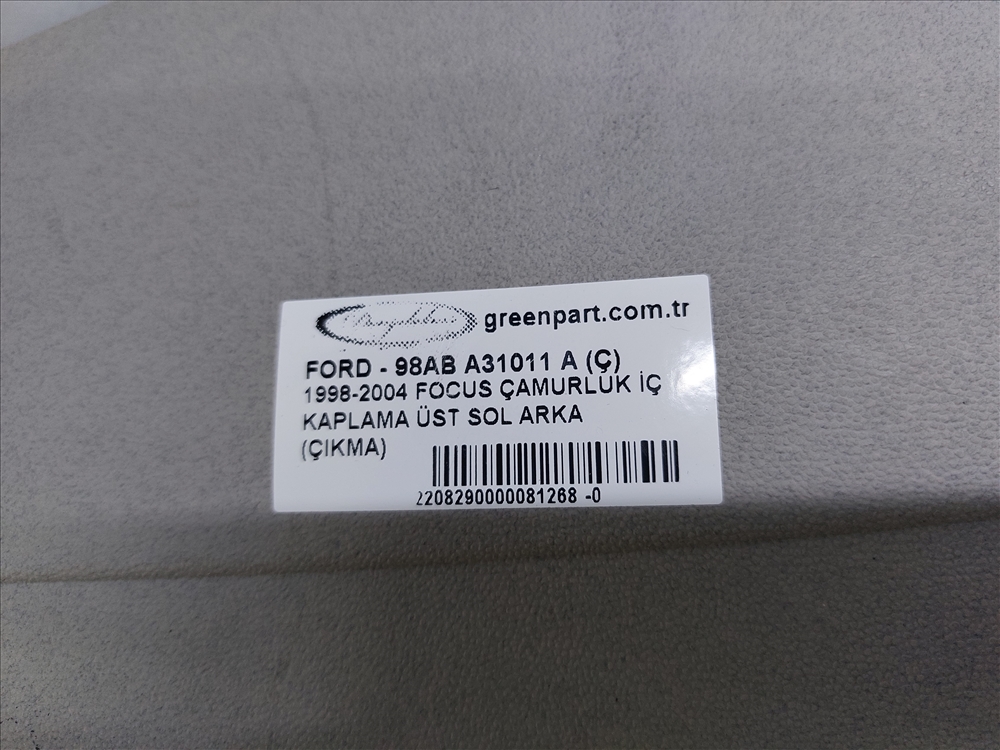 greenpart.com.tr
FORD - 98AB A31011 A (Ç)
1998-2004 FOCUS ÇAMURLUK İÇ
KAPLAMA ÜST SOL ARKA
(ÇIKMA)
2208290000081268 -0